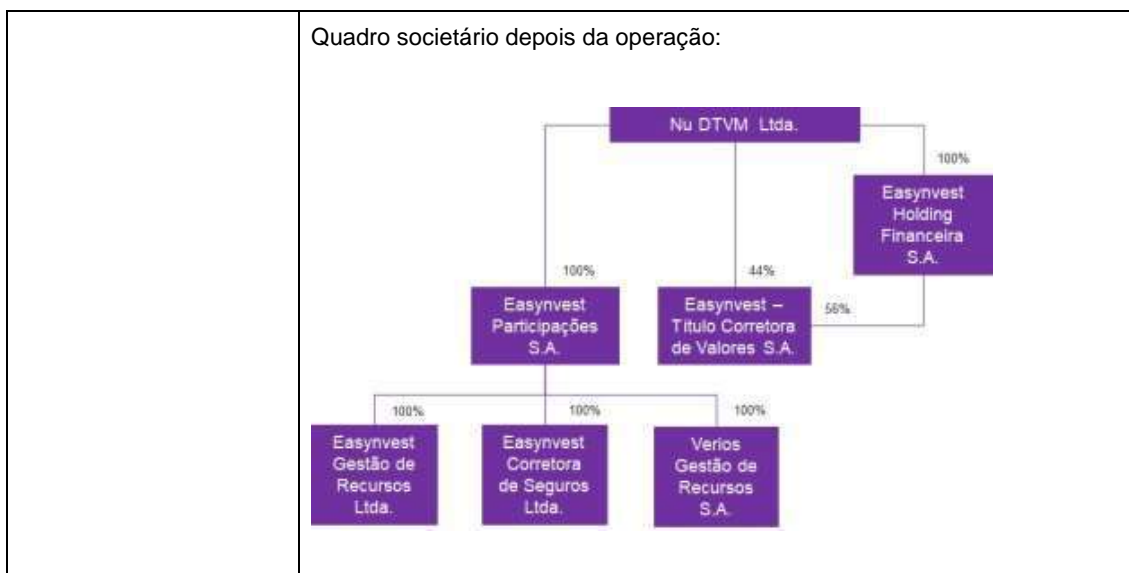 Quadro societário depois da operação:
Nu DTVM Ltda.
100%
Easynvest
Holding
Financeira
S.A.
100%
44%
Easynvest
Participações
S.A.
Easynvest –
Título Corretora
de Valores S.A.
56%
100%
100%
100%
Easynvest
Gestão de
Recursos
Ltda.
Easynvest
Corretora
de Seguros
Ltda.
Verios
Gestão de
Recursos
S.A.